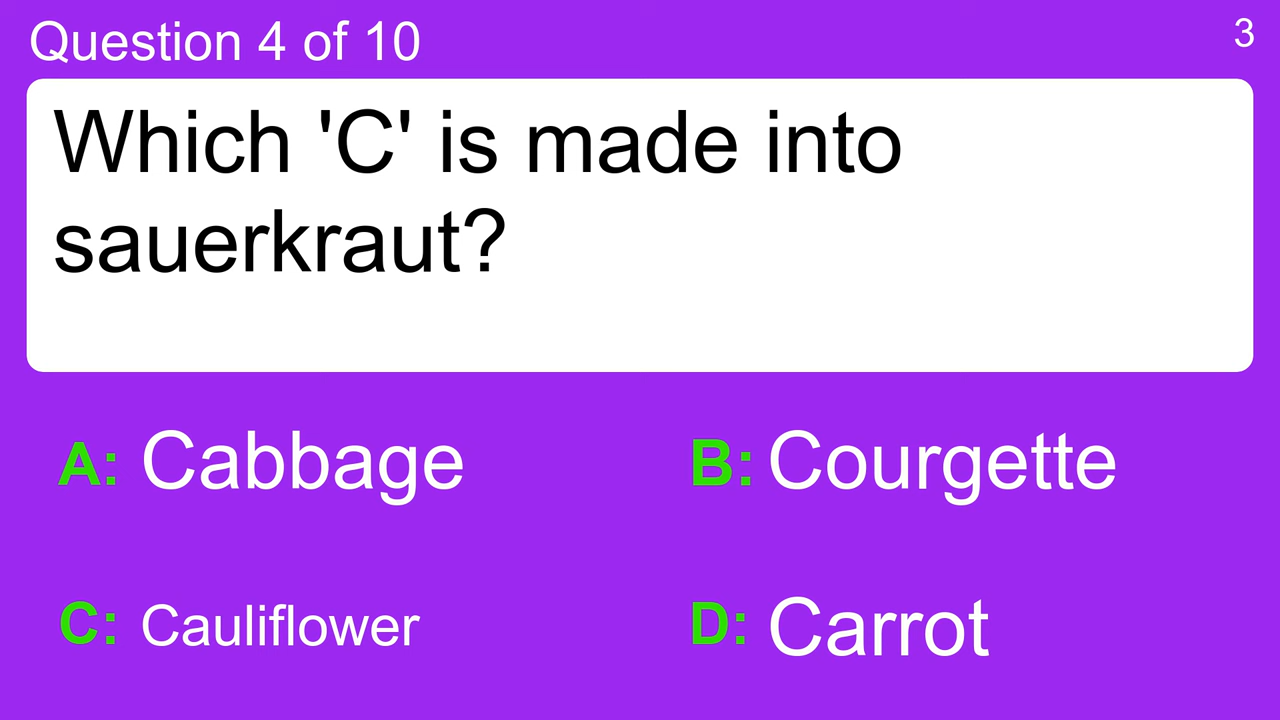 Question 4 of 10
3
Which 'C' is made into
sauerkraut?
A: Cabbage
B: Courgette
C: Cauliflower
D: Carrot